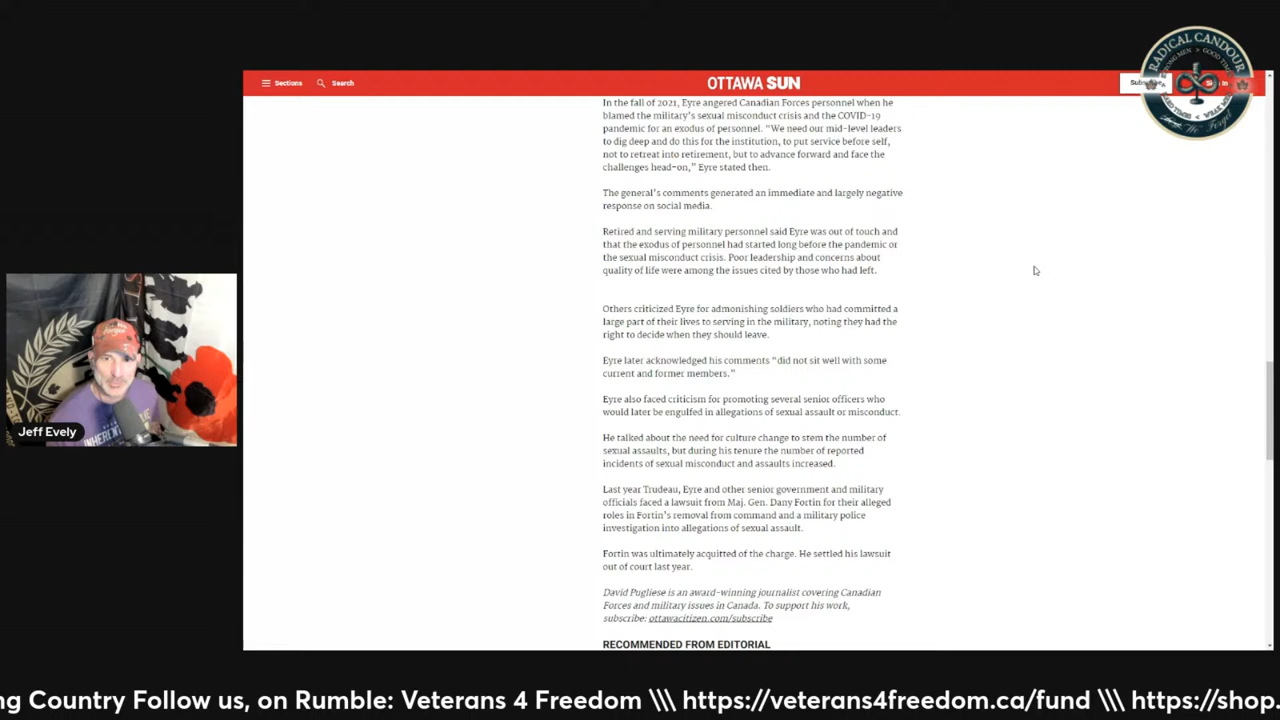 Sections
Search
OTTAWA SUN
RADICAL CANDOUR
In the fall of 2021, Eyre angered Canadian Forces personnel when he
blamed the military's sexual misconduct crisis and the COVID-19
pandemic for an exodus of personnel. "We need our mid-level leaders
to dig deep and do this for the institution, to put service before self,
not to retreat into retirement, but to advance forward and face the
challenges head-on," Eyre stated then.
The general's comments generated an immediate and largely negative
response on social media.
Retired and serving military personnel said Eyre was out of touch and
that the exodus of personnel had started long before the pandemic or
the sexual misconduct crisis. Poor leadership and concerns about
quality of life were among the issues cited by those who had left.
Others criticized Eyre for admonishing soldiers who had committed a
large part of their lives to serving in the military, noting they had the
right to decide when they should leave.
Eyre later acknowledged his comments "did not sit well with some
current and former members."
Eyre also faced criticism for promoting several senior officers who
would later be engulfed in allegations of sexual assault or misconduct.
He talked about the need for culture change to stem the number of
sexual assaults, but during his tenure the number of reported
incidents of sexual misconduct and assaults increased.
Last year Trudeau, Eyre and other senior government and military
officials faced a lawsuit from Maj. Gen. Dany Fortin for their alleged
roles in Fortin's removal from command and a military police
investigation into allegations of sexual assault.
Fortin was ultimately acquitted of the charge. He settled his lawsuit
out of court last year.
David Pugliese is an award-winning journalist covering Canadian
Forces and military issues in Canada. To support his work,
subscribe: ottawacitizen.com/subscribe
RECOMMENDED FROM EDITORIAL
Jeff Evely
ng Country Follow us, on Rumble: Veterans 4 Freedom \\\ https://veterans4freedom.ca/fund \\\ https://shop.